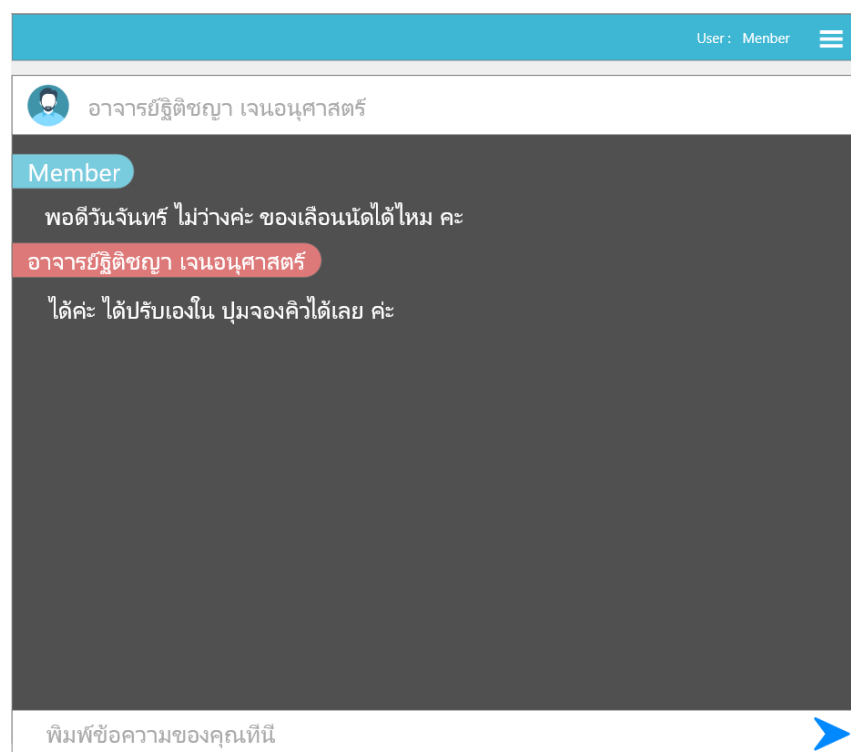 User : Menber
อาจารย์ฐิติชญา เจนอนุศาสตร์
Member
พอดีวันจันทร์ ไม่ว่างค่ะ ของเลือนนัดได้ไหม คะ
อาจารย์ฐิติชญา เจนอนุศาสตร์
ได้ค่ะ ได้ปรับเองใน ปุมจองคิวได้เลย ค่ะ
พิมพ์ข้อความของคุณทีนี